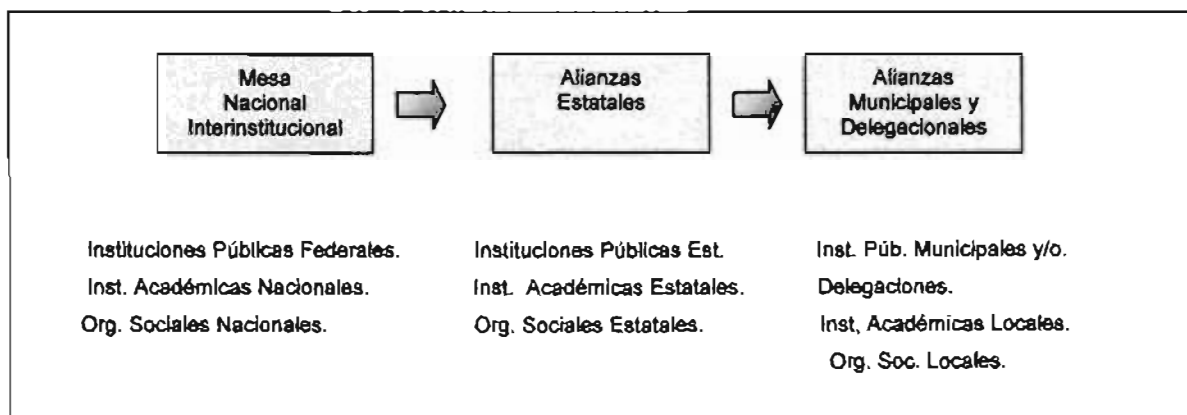 Mesa
Nacional
Interinstitucional
Alianzas
Estatales
Alianzas
Municipales y
Delegacionales
Instituciones Públicas Federales.
Inst. Académicas Nacionales.
Org. Sociales Nacionales.
Instituciones Públicas Est.
Inst. Académicas Estatales.
Org. Sociales Estatales.
Inst. Púb. Municipales y/o.
Delegaciones.
Inst, Académicas Locales.
Org. Soc. Locales.